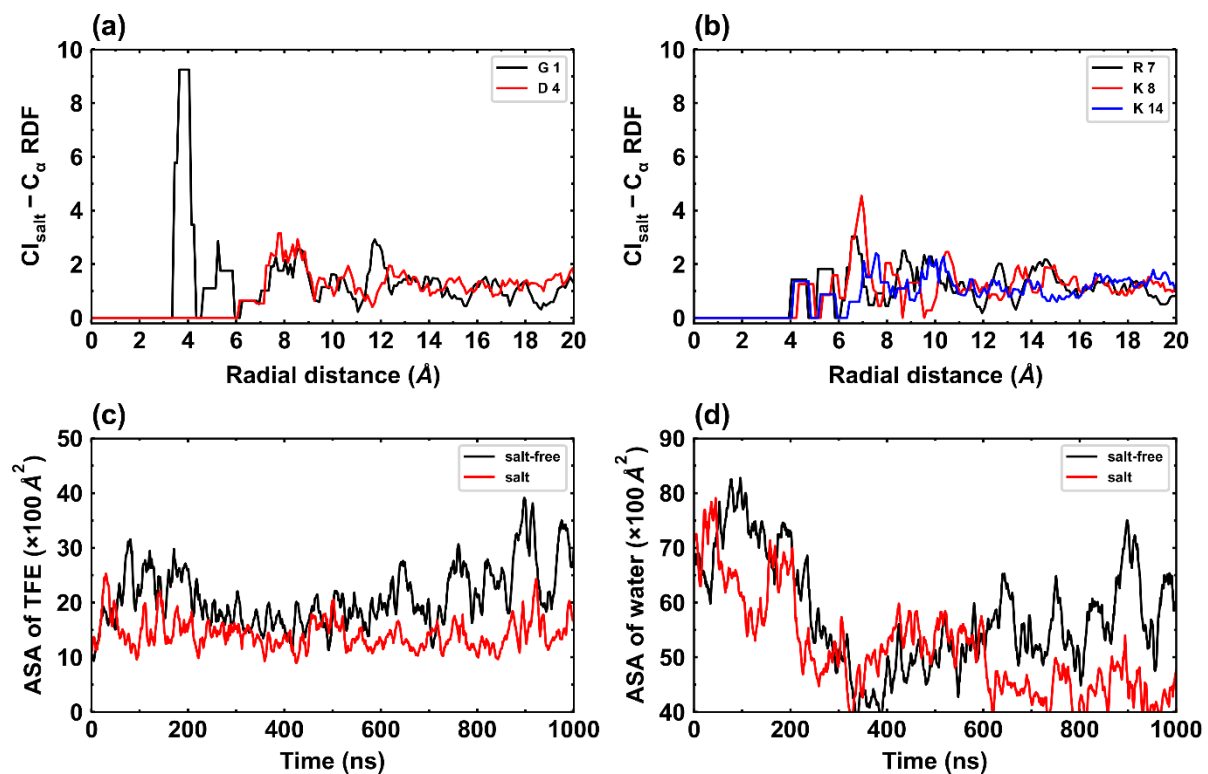 (a)
Cl_salt – C_α RDF
10
8
6
4
2
0
G 1
D 4
0 2 4 6 8 10 12 14 16 18 20
Radial distance (Å)
(b)
Cl_salt – C_α RDF
10
8
6
4
2
0
R 7
K 8
K 14
0 2 4 6 8 10 12 14 16 18 20
Radial distance (Å)
(c)
ASA of TFE (×100 Å²)
50
40
30
20
10
0
salt-free
salt
0 200 400 600 800 1000
Time (ns)
(d)
ASA of water (×100 Å²)
90
80
70
60
50
40
salt-free
salt
0 200 400 600 800 1000
Time (ns)